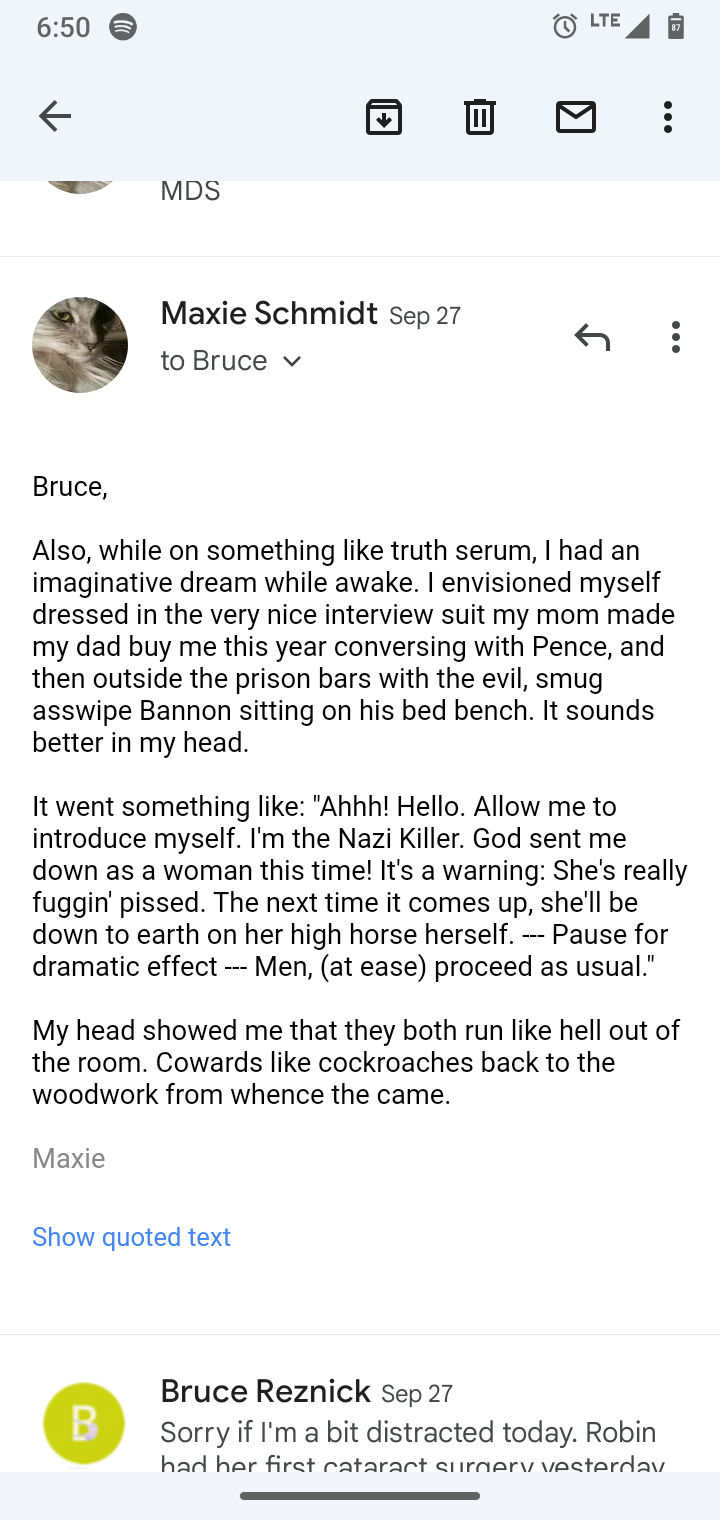 6:50
LTE
87
MDS
Maxie Schmidt Sep 27
to Bruce
Bruce,
Also, while on something like truth serum, I had an
imaginative dream while awake. I envisioned myself
dressed in the very nice interview suit my mom made
my dad buy me this year conversing with Pence, and
then outside the prison bars with the evil, smug
asswipe Bannon sitting on his bed bench. It sounds
better in my head.
It went something like: "Ahhh! Hello. Allow me to
introduce myself. I'm the Nazi Killer. God sent me
down as a woman this time! It's a warning: She's really
fuggin' pissed. The next time it comes up, she'll be
down to earth on her high horse herself. --- Pause for
dramatic effect --- Men, (at ease) proceed as usual."
My head showed me that they both run like hell out of
the room. Cowards like cockroaches back to the
woodwork from whence the came.
Maxie
Show quoted text
B
Bruce Reznick Sep 27
Sorry if I'm a bit distracted today. Robin
had her first cataract surgery yesterday